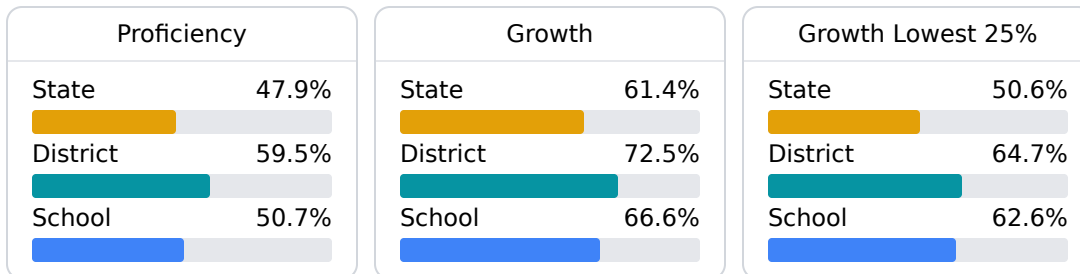 Proficiency
State 47.9%
District 59.5%
School 50.7%
Growth
State 61.4%
District 72.5%
School 66.6%
Growth Lowest 25%
State 50.6%
District 64.7%
School 62.6%